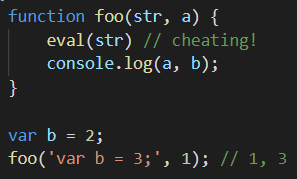 function foo(str, a) {
    eval(str) // cheating!
    console.log(a, b);
}

var b = 2;
foo('var b = 3;', 1); // 1, 3